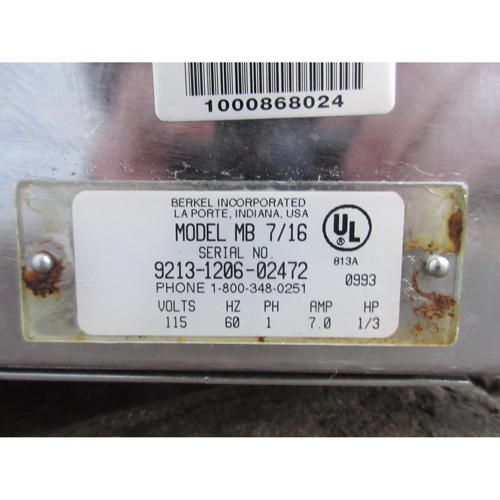 1000868024
BERKEL INCORPORATED
LA PORTE, INDIANA, USA
MODEL MB 7/16
SERIAL NO.
9213-1206-02472
PHONE 1-800-348-0251
UL
®
813A
0993
VOLTS HZ PH AMP HP
115 60 1 7.0 1/3